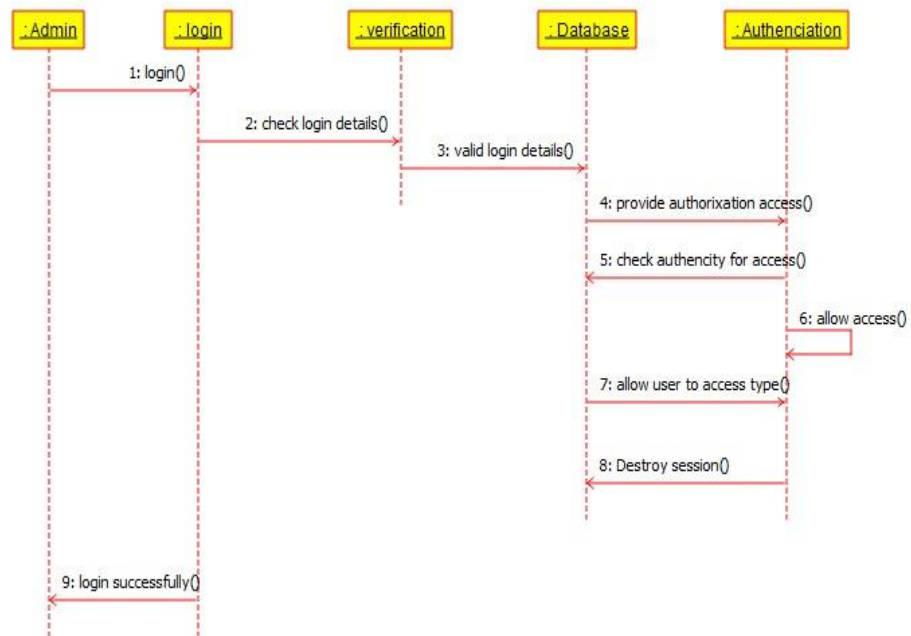 : Admin
: login
: verification
: Database
: Authenciation
1: login()
2: check login details()
3: valid login details()
4: provide authorixation access()
5: check authencity for access()
6: allow access()
7: allow user to access type()
8: Destroy session()
9: login successfully()